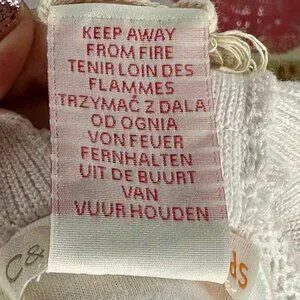 KEEP AWAY
FROM FIRE
TENIR LOIN DES
FLAMMES
TRZYMAĆ Z DALA
OD OGNIA
VON FEUER
FERNHALTEN
UIT DE BUURT
VAN
VUUR HOUDEN
C&
ds